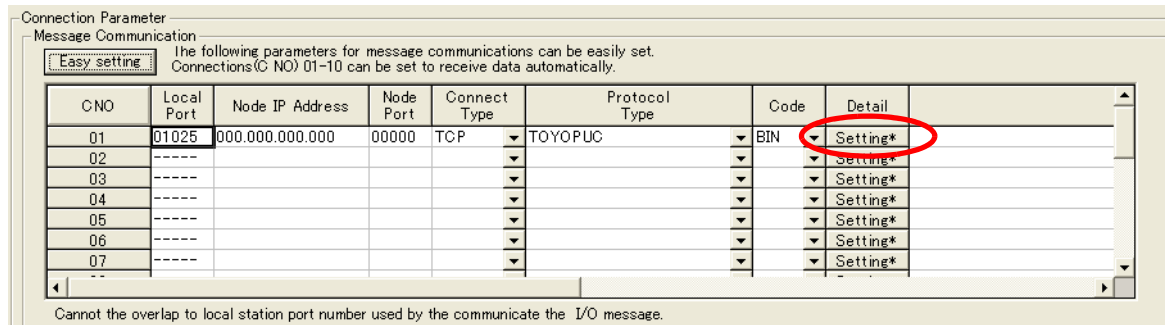 Connection Parameter
Message Communication
Easy setting
The following parameters for message communications can be easily set.
Connections(C NO) 01-10 can be set to receive data automatically.
CNO Local Port Node IP Address Node Port Connect Type Protocol Type Code Detail
01 01025 000.000.000.000 00000 TCP TOYOPUC BIN Setting*
02 ----- Setting*
03 ----- Setting*
04 ----- Setting*
05 ----- Setting*
06 ----- Setting*
07 ----- Setting*
Cannot the overlap to local station port number used by the communicate the I/O message.